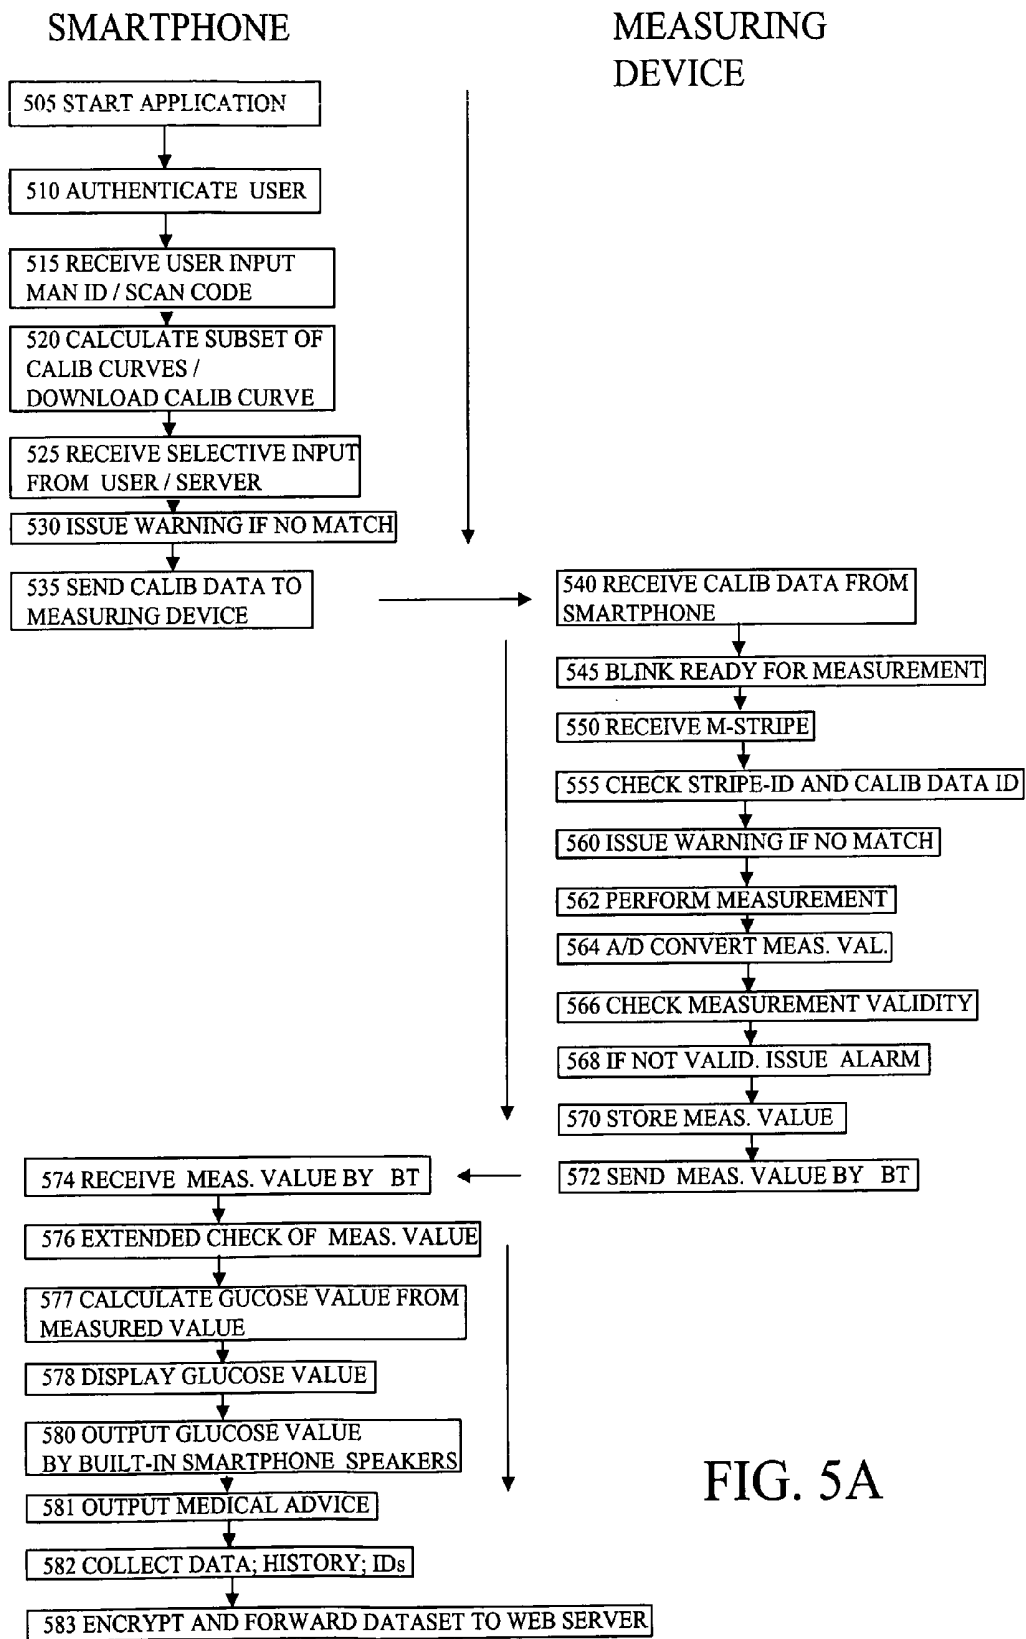 SMARTPHONE
MEASURING
DEVICE
505 START APPLICATION
510 AUTHENTICATE USER
515 RECEIVE USER INPUT
MAN ID / SCAN CODE
520 CALCULATE SUBSET OF
CALIB CURVES /
DOWNLOAD CALIB CURVE
525 RECEIVE SELECTIVE INPUT
FROM USER / SERVER
530 ISSUE WARNING IF NO MATCH
535 SEND CALIB DATA TO
MEASURING DEVICE
540 RECEIVE CALIB DATA FROM
SMARTPHONE
545 BLINK READY FOR MEASUREMENT
550 RECEIVE M-STRIPE
555 CHECK STRIPE-ID AND CALIB DATA ID
560 ISSUE WARNING IF NO MATCH
562 PERFORM MEASUREMENT
564 A/D CONVERT MEAS. VAL.
566 CHECK MEASUREMENT VALIDITY
568 IF NOT VALID. ISSUE ALARM
570 STORE MEAS. VALUE
572 SEND MEAS. VALUE BY BT
574 RECEIVE MEAS. VALUE BY BT
576 EXTENDED CHECK OF MEAS. VALUE
577 CALCULATE GUCOSE VALUE FROM
MEASURED VALUE
578 DISPLAY GLUCOSE VALUE
580 OUTPUT GLUCOSE VALUE
BY BUILT-IN SMARTPHONE SPEAKERS
581 OUTPUT MEDICAL ADVICE
582 COLLECT DATA; HISTORY; IDs
583 ENCRYPT AND FORWARD DATASET TO WEB SERVER
FIG. 5A